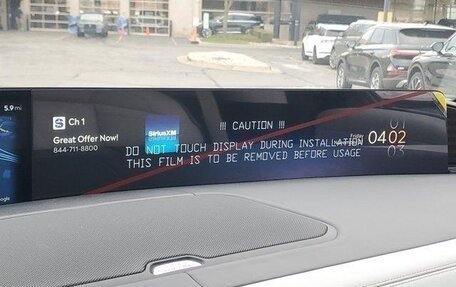 5.9 mi
S Ch 1
Great Offer Now!
844-711-8800
SiriusXM
!!! CAUTION !!!
DO NOT TOUCH DISPLAY DURING INSTALLATION
THIS FILM IS TO BE REMOVED BEFORE USAGE
Friday
01
04 02
03